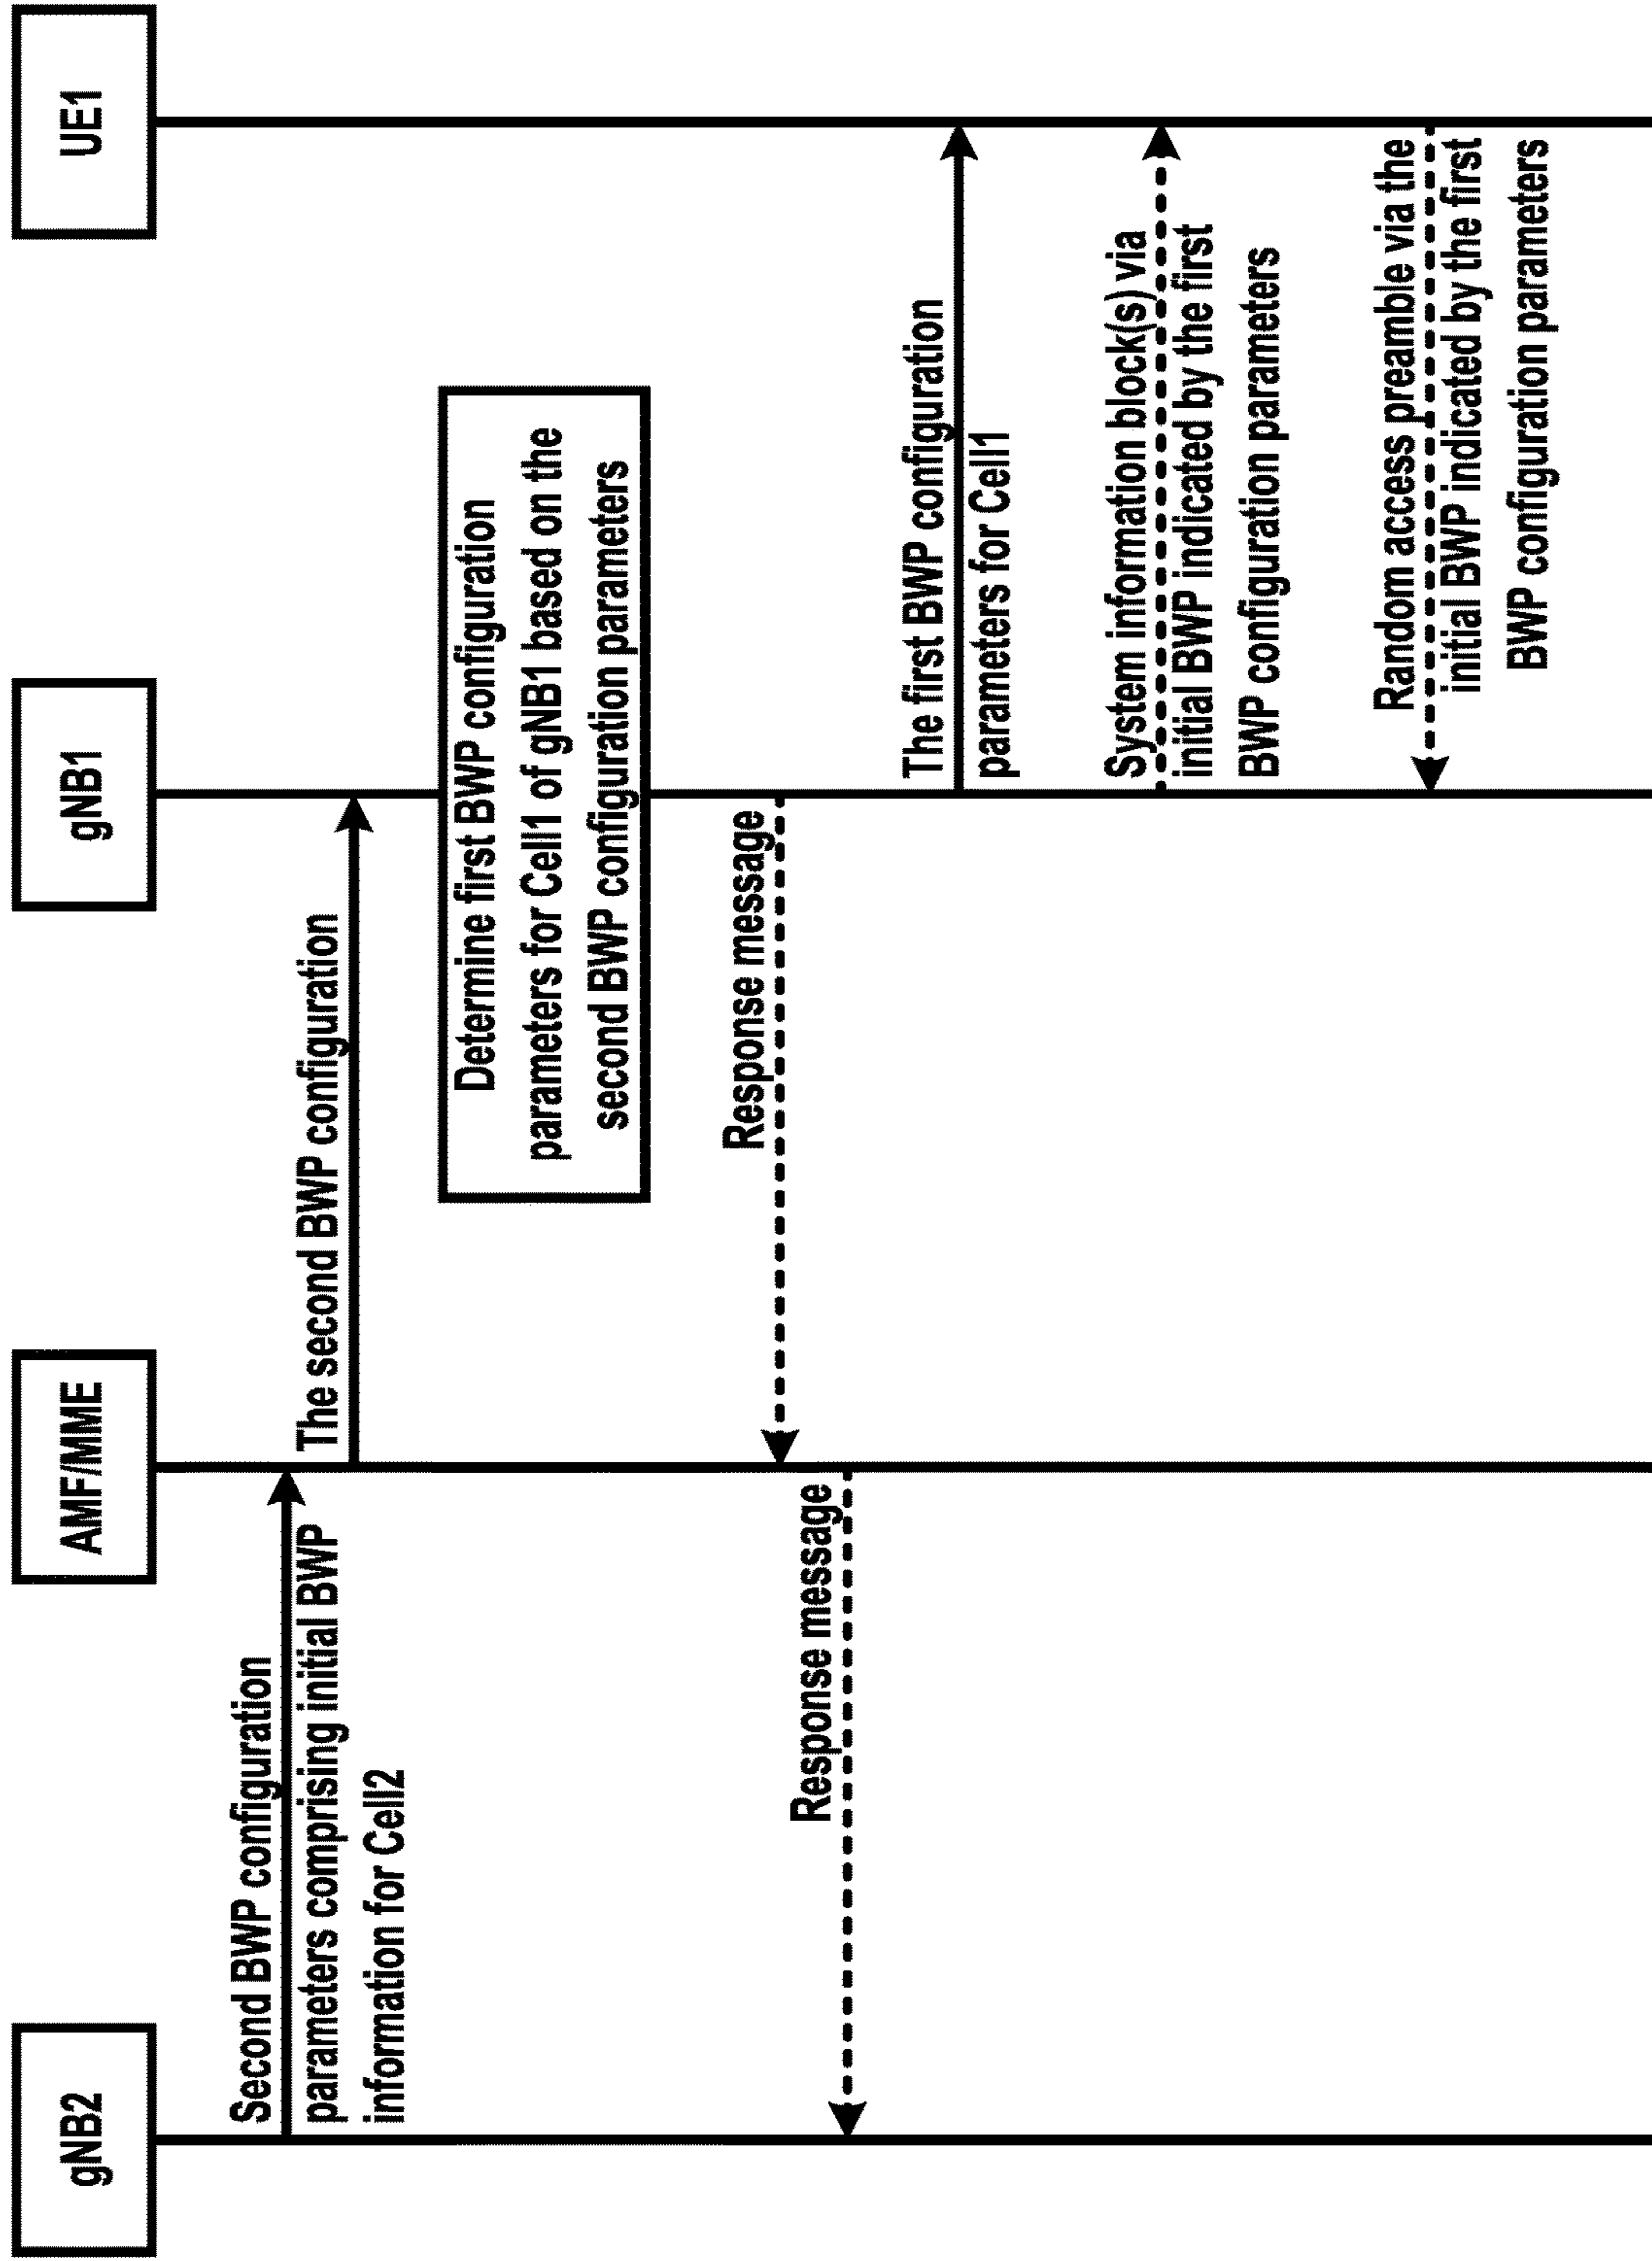 gNB2
AMF/MME
gNB1
UE1
Second BWP configuration
parameters comprising initial BWP
information for Cell2
The second BWP configuration
Determine first BWP configuration
parameters for Cell1 of gNB1 based on the
second BWP configuration parameters
Response message
Response message
The first BWP configuration
parameters for Cell1
System information block(s) via
initial BWP indicated by the first
BWP configuration parameters
Random access preamble via the
initial BWP indicated by the first
BWP configuration parameters